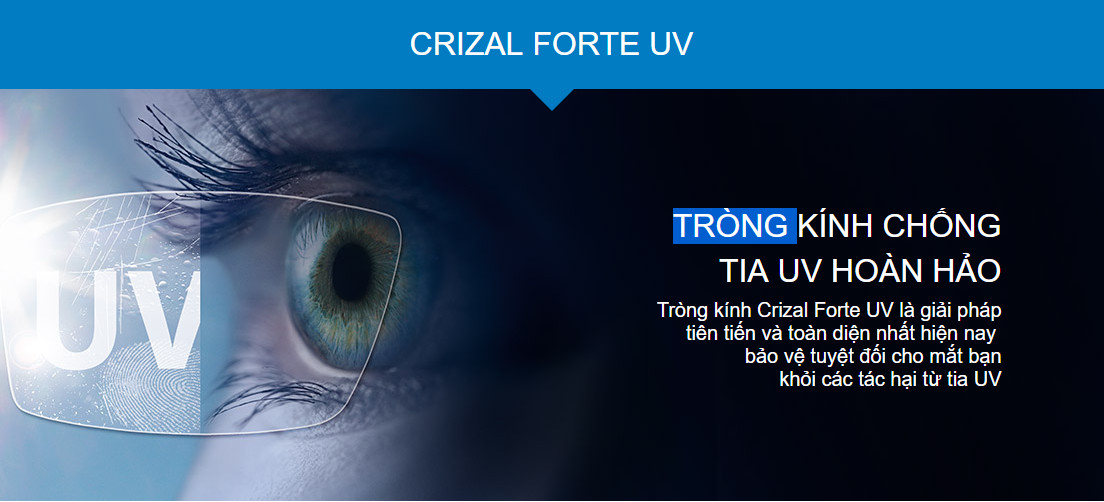 CRIZAL FORTE UV
UV
TRÒNG KÍNH CHỐNG
TIA UV HOÀN HẢO
Tròng kính Crizal Forte UV là giải pháp
tiên tiến và toàn diện nhất hiện nay
bảo vệ tuyệt đối cho mắt bạn
khỏi các tác hại từ tia UV